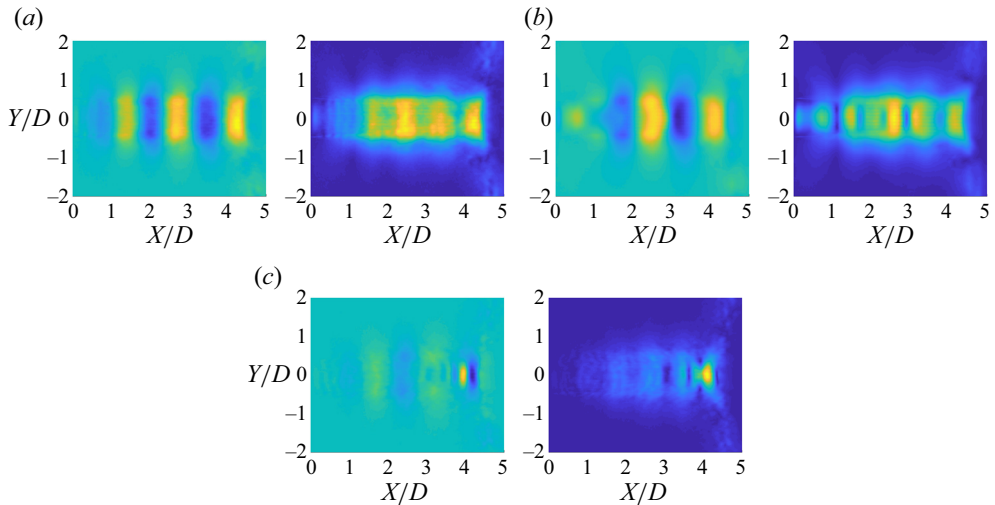 (a) (b)
2 2 2 2
1 1 1 1
Y/D 0 0 0 0
–1 –1 –1 –1
–2 –2 –2 –2
0 1 2 3 4 5 0 1 2 3 4 5 0 1 2 3 4 5 0 1 2 3 4 5
X/D X/D X/D X/D
(c)
2 2
1 1
Y/D 0 0
–1 –1
–2 –2
0 1 2 3 4 5 0 1 2 3 4 5
X/D X/D